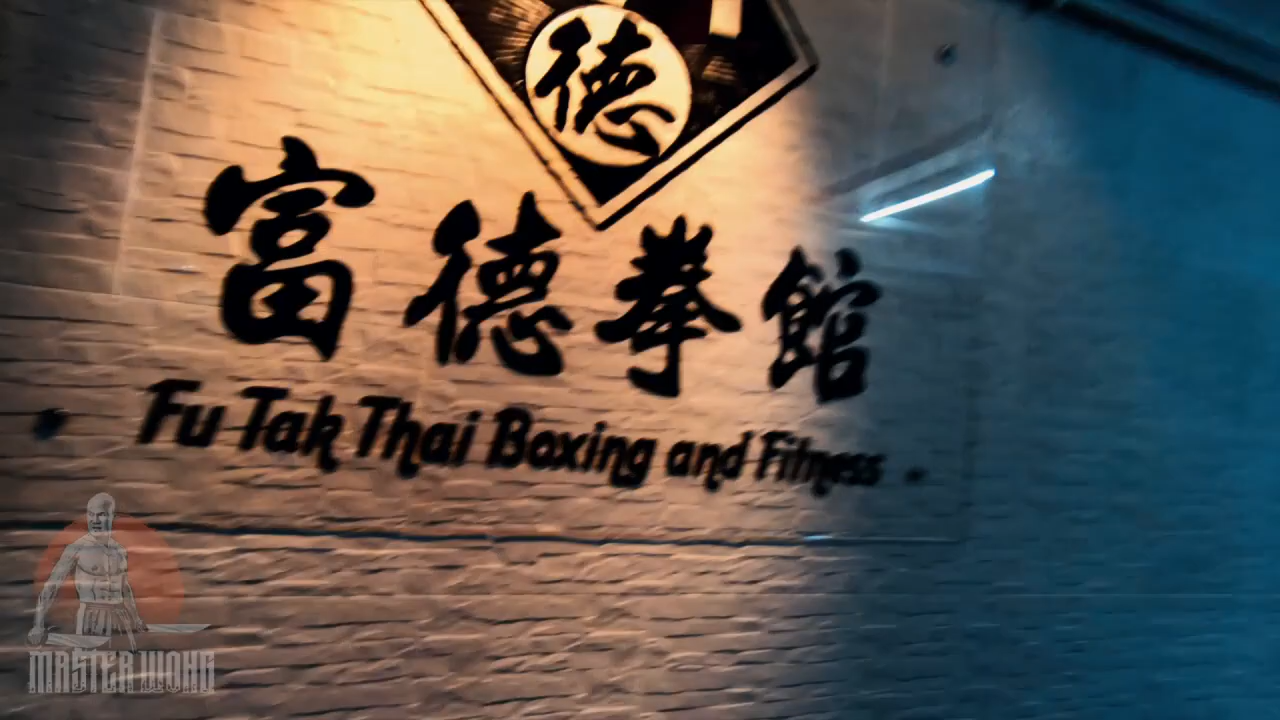 德
富德拳館
Fu Tak Thai Boxing and Fitness
MASTER WONG